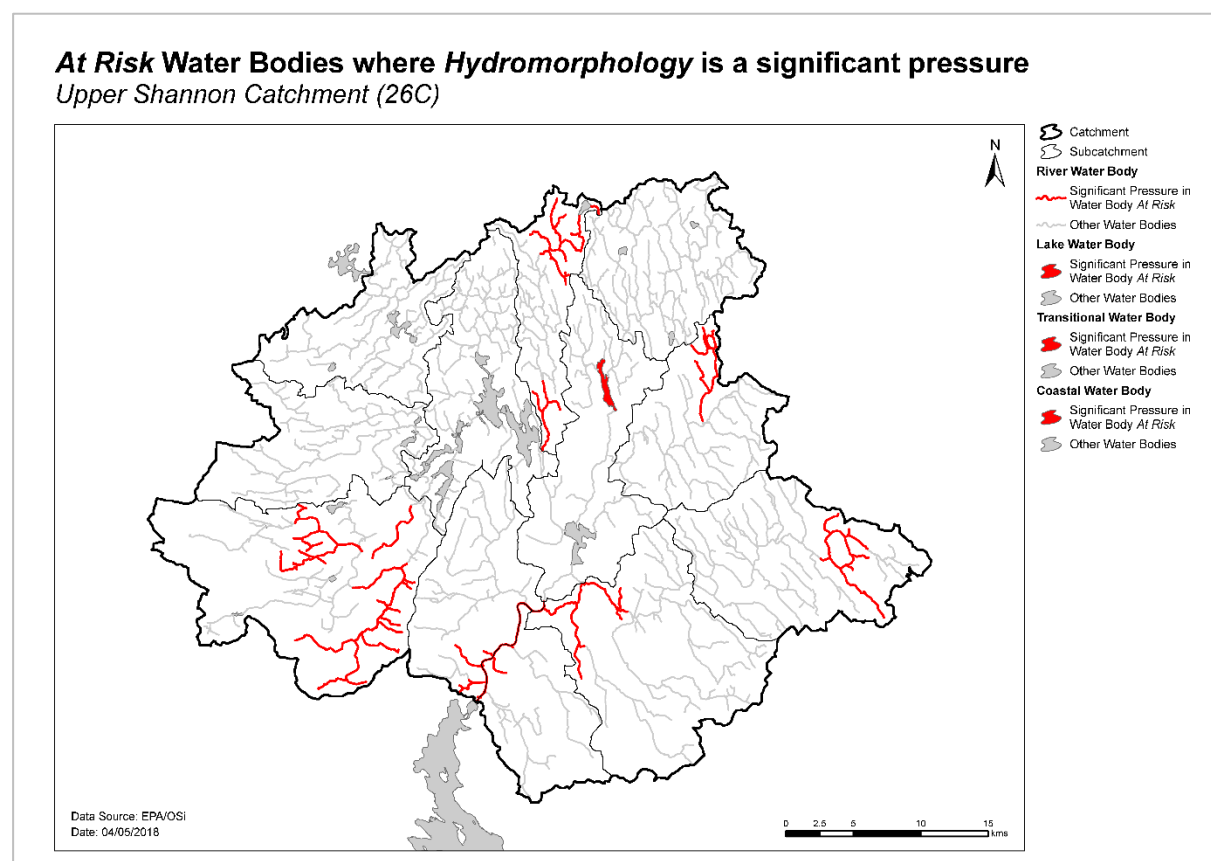 At Risk Water Bodies where Hydromorphology is a significant pressure
Upper Shannon Catchment (26C)
N
Catchment
Subcatchment
River Water Body
Significant Pressure in
Water Body At Risk
Other Water Bodies
Lake Water Body
Significant Pressure in
Water Body At Risk
Other Water Bodies
Transitional Water Body
Significant Pressure in
Water Body At Risk
Other Water Bodies
Coastal Water Body
Significant Pressure in
Water Body At Risk
Other Water Bodies
Data Source: EPA/OSi
Date: 04/05/2018
0 2.5 5 10 15
kms